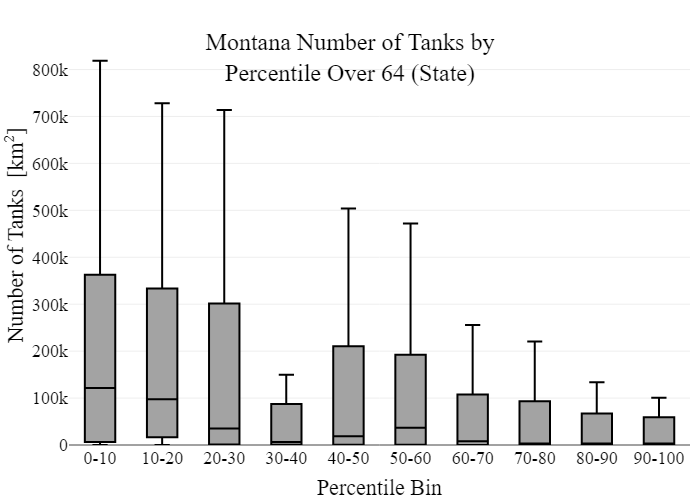 Montana Number of Tanks by
Percentile Over 64 (State)
800k
700k
600k
500k
400k
300k
200k
100k
0
Number of Tanks [km²]
0-10 10-20 20-30 30-40 40-50 50-60 60-70 70-80 80-90 90-100
Percentile Bin